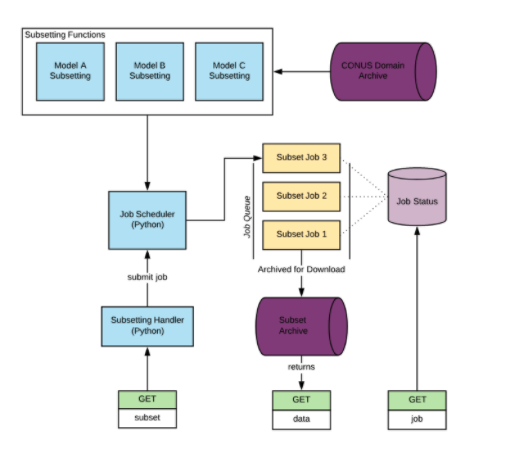 Subsetting Functions
Model A
Subsetting
Model B
Subsetting
Model C
Subsetting
CONUS Domain
Archive
Job Scheduler
(Python)
Subset Job 3
Subset Job 2
Subset Job 1
Job Queue
Job Status
Archived for Download
submit job
Subsetting Handler
(Python)
Subset
Archive
returns
GET
subset
GET
data
GET
job